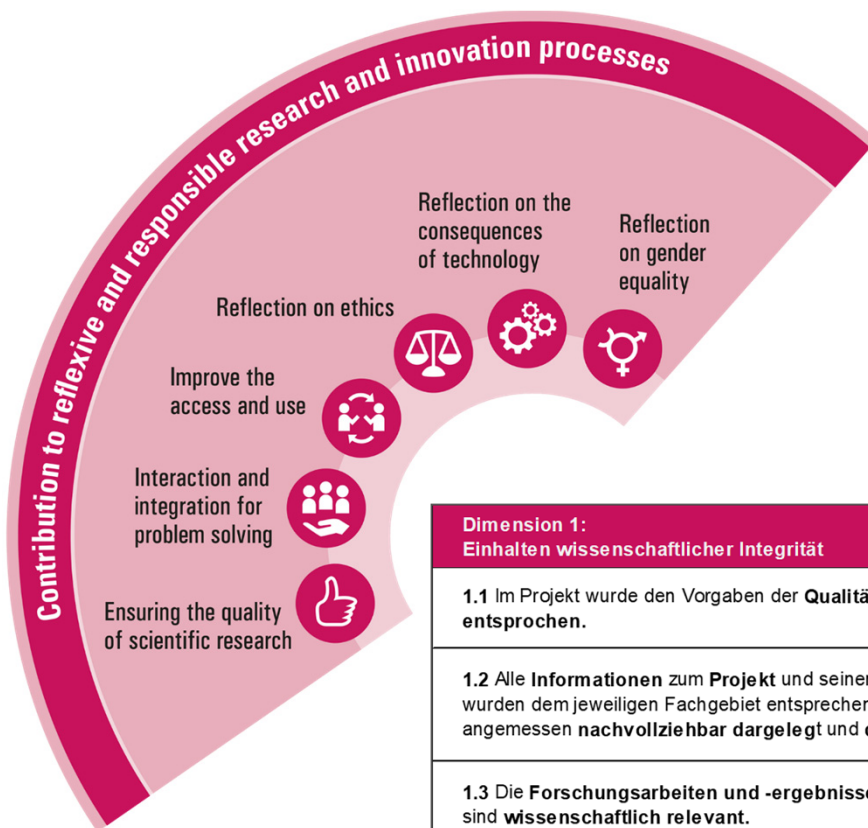 Contribution to reflexive and responsible research and innovation processes
Reflection on the
consequences
of technology
Reflection
on gender
equality
Reflection on ethics
Improve the
access and use
Interaction and
integration for
problem solving
Ensuring the quality
of scientific research
Dimension 1:
Einhalten wissenschaftlicher Integrität
1.1 Im Projekt wurde den Vorgaben der
entsprochen.
1.2 Alle Informationen zum Projekt und
wurden dem jeweiligen Fachgebiet
angemessen nachvollziehbar dargelegt und
1.3 Die Forschungsarbeiten und
sind wissenschaftlich relevant.